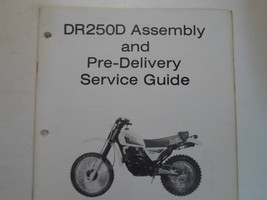 DR250D Assembly
and
Pre-Delivery
Service Guide